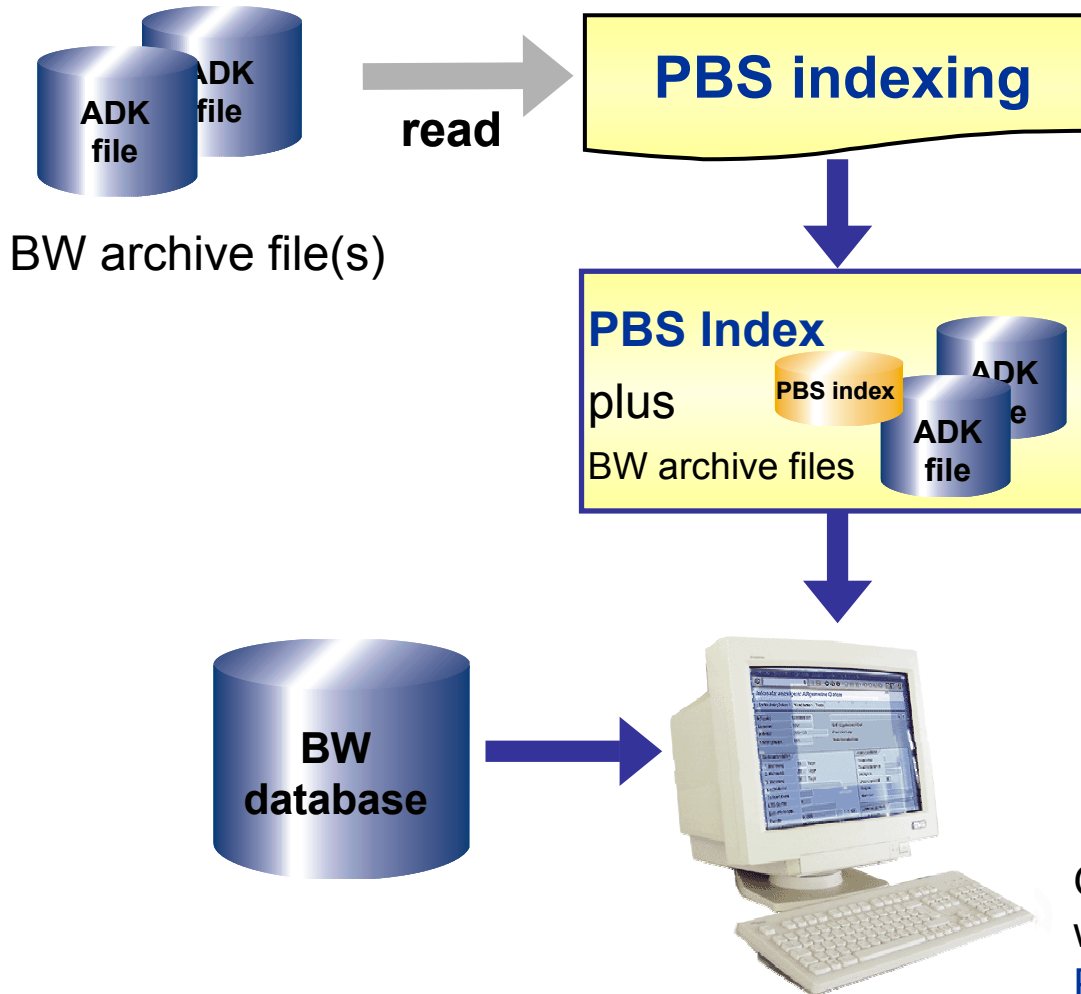 ADK
file
ADK
file
read
PBS indexing
BW archive file(s)
PBS Index
plus
BW archive files
PBS index
ADK
ADK
file
BW
database